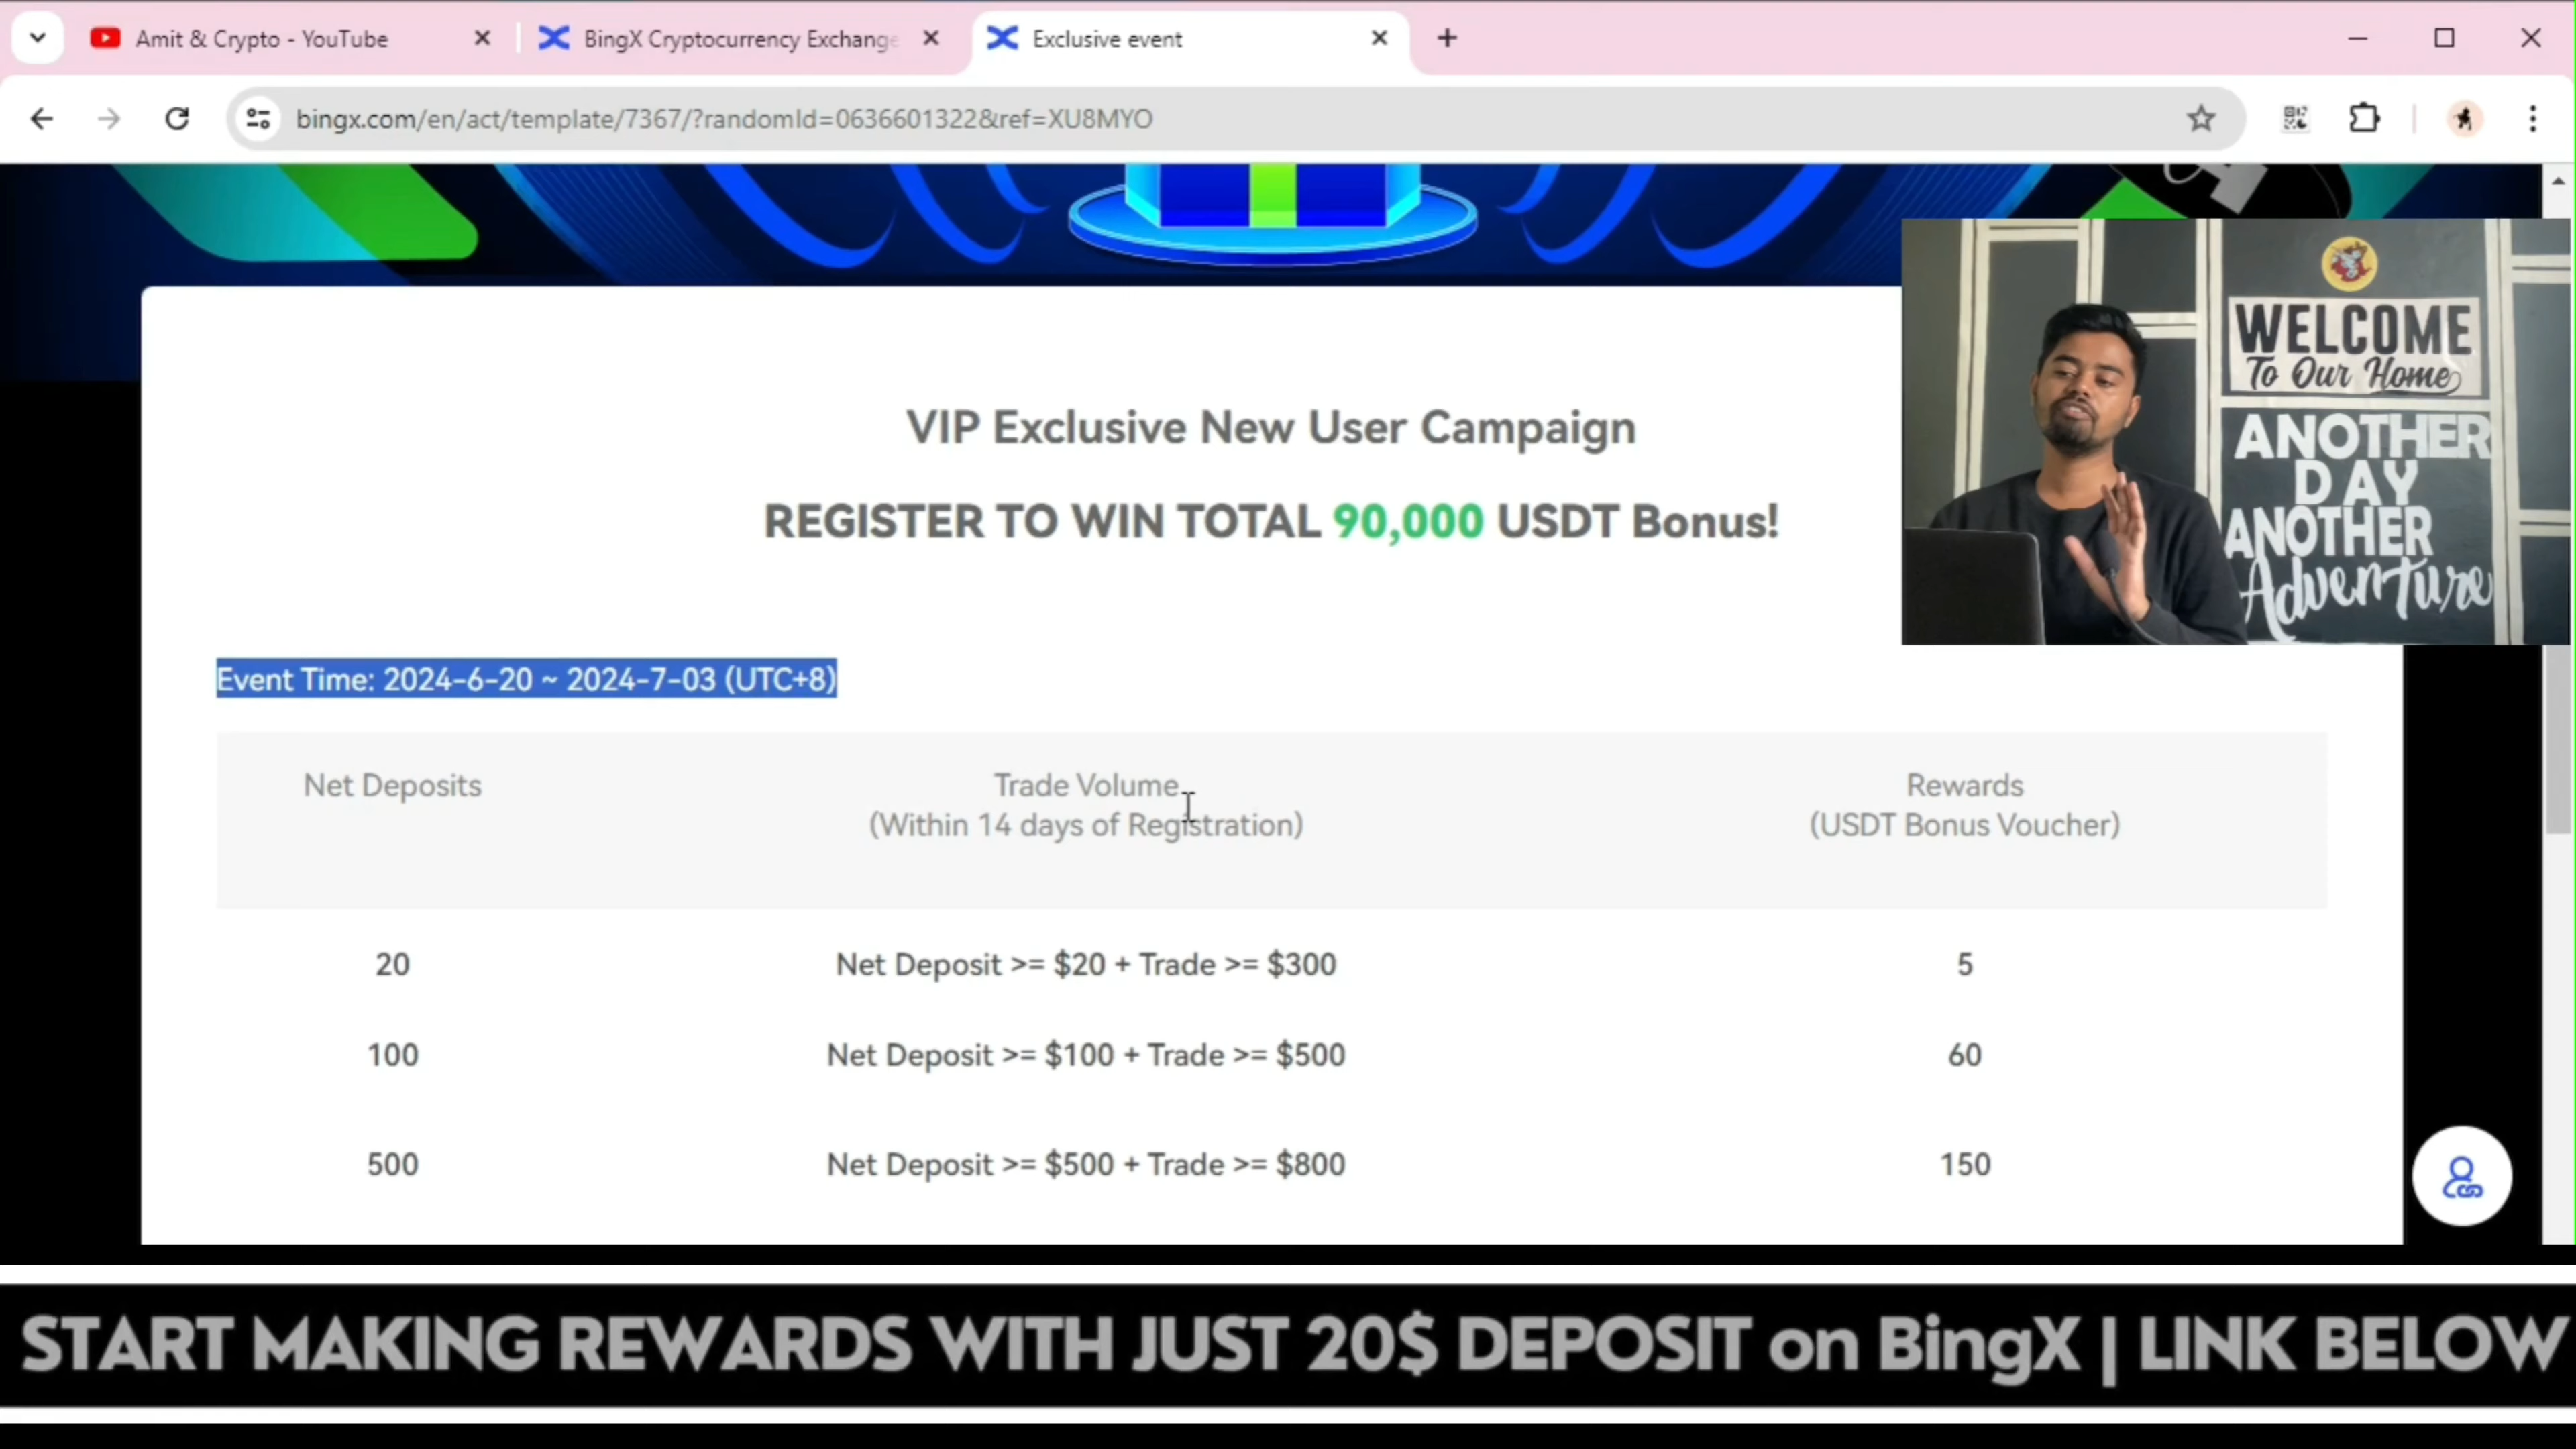 Amit & Crypto - YouTube
BingX Cryptocurrency Exchange
Exclusive event
bingx.com/en/act/template/7367/?randomId=0636601322&ref=XU8MYO
WELCOME
To Our Home
ANOTHER
DAY
ANOTHER
Adventure
VIP Exclusive New User Campaign
REGISTER TO WIN TOTAL 90,000 USDT Bonus!
Event Time: 2024-6-20 ~ 2024-7-03 (UTC+8)
Net Deposits
Trade Volume
(Within 14 days of Registration)
Rewards
(USDT Bonus Voucher)
20
Net Deposit >= $20 + Trade >= $300
5
100
Net Deposit >= $100 + Trade >= $500
60
500
Net Deposit >= $500 + Trade >= $800
150
START MAKING REWARDS WITH JUST 20$ DEPOSIT on BingX | LINK BELOW